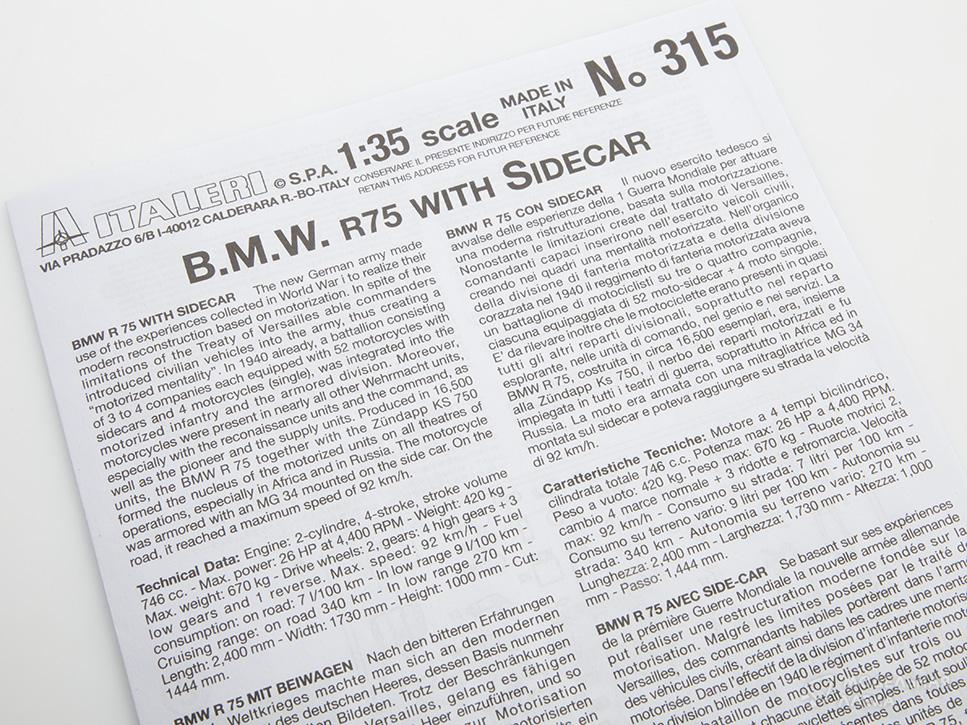 ITALERI © S.P.A. 1:35 scale MADE IN ITALY No 315
VIA PRADAZZO 6/B I-40012 CALDERARA R.-BO-ITALY
CONSERVARE IL PRESENTE INDIRIZZO PER FUTURE REFERENZE
RETAIN THIS ADDRESS FOR FUTUR REFERENCE
B.M.W. R75 WITH SIDECAR
BMW R 75 WITH SIDECAR The new German army made
use of the experiences collected in World War i to realize their
modern reconstruction based on motorization. In spite of the
limitations of the Treaty of Versailles able commanders
introduced civilian vehicles into the army, thus creating a
"motorized mentality". In 1940 already, a battallion consisting
of 3 to 4 companies each equipped with 52 motorcycles with
sidecars and 4 motorcycles (single), was integrated into the
motorized infantry and the armored division. Moreover,
motorcycles were present in nearly all other Wehrmacht units,
especially with the reconaissance units and the command, as
well as the pioneer and the supply units. Produced in 16,500
units, the BMW R 75 together with the Zündapp KS 750
formed the nucleus of the motorized units on all theatres of
operations, especially in Africa and in Russia. The motorcycle
was armored with an MG 34 mounted on the side car. On the
road, it reached a maximum speed of 92 km/h.
Technical Data: Engine: 2-cylindre, 4-stroke, stroke volume
746 cc. - Max. power: 26 HP at 4,400 RPM - Weight: 420 kg -
Max. weight: 670 kg - Drive wheels: 2, gears: 4 high gears + 3
low gears and 1 reverse. Max. speed: 92 km/h - Fuel
consumption: on road: 7 l/100 km - In low range 9 l/100 km -
Cruising range: on road 340 km - In low range 270 km -
Length: 2,400 mm - Width: 1730 mm - Height: 1000 mm - Cut:
1444 mm.
BMW R 75 MIT BEIWAGEN Nach den bitteren Erfahrungen
Weltkrieges machte man sich an den modernen
des deutschen Heeres, dessen Basis nunmehr
Bildeten. Trotz der Beschränkungen
Versailles, gelang es fähigen
Heer einzuführen, und so
Motorisation
motorisierten
BMW R 75 CON SIDECAR Il nuovo esercito tedesco si
avvalse delle esperienze della 1 Guerra Mondiale per attuare
una moderna ristrutturazione, basata sulla motorizzazione.
Nonostante le limitazioni create dal trattato di Versailles,
comandanti capaci inserirono nell'esercito veicoli civili,
creando nei quadri una mentalità motorizzata. Nell'organico
della divisione di fanteria motorizzata e della divisione
corazzata nel 1940 il reggimento di fanteria motorizzata aveva
un battaglione di motociclisti su tre o quattro compagnie,
ciascuna equipaggiata di 52 moto-sidecar + 4 moto singole.
E' da rilevare inoltre che le motociclette erano presenti in quasi
tutti gli altri reparti divisionali, soprattutto nel reparto
esplorante, nelle unità di comando, nel genio e nei servizi. La
BMW R 75, costruita in circa 16,500 esemplari, era, insieme
alla Zündapp Ks 750, il nerbo dei reparti motorizzati e fu
impiegata in tutti i teatri di guerra, soprattutto in Africa ed in
Russia. La moto era armata con una mitragliatrice MG 34
montata sul sidecar e poteva raggiungere su strada la velocità
di 92 km/h.
Caratteristiche Tecniche: Motore a 4 tempi bicilindrico,
cilindrata totale 746 c.c. Potenza max: 26 HP a 4,400 RPM,
Peso a vuoto: 420 kg. Peso max: 670 kg - Ruote motrici 2,
cambio 4 marce normale + 3 ridotte e retromarcia. Velocità
max: 92 km/h - Consumo su strada: 7 litri per 100 km -
Consumo su terreno vario: 9 litri per 100 km - Autonomia su
strada: 340 km - Autonomia su terreno vario: 270 km -
Lunghezza: 2,400 mm - Larghezza: 1,730 mm - Altezza: 1,000
mm - Passo: 1,444 mm.
BMW R 75 AVEC SIDE-CAR Se basant sur ses expériences
de la prémière Guerre Mondiale la nouvelle armée allemande
put réaliser une restructuration moderne fondée sur la
motorisation. Malgré les limites posées par le traité de
Versailles, des commandants habiles portèrent dans l'armée
des véhicules civils, créant ainsi dans les cadres une mentalité
motorisée. Dans l'effectif de la division d'infanterie motorisée
la division blindée en 1940 le règiment d'infanterie motorisée
bataillon de motocyclistes sur trois ou
chacune était équipée de 52